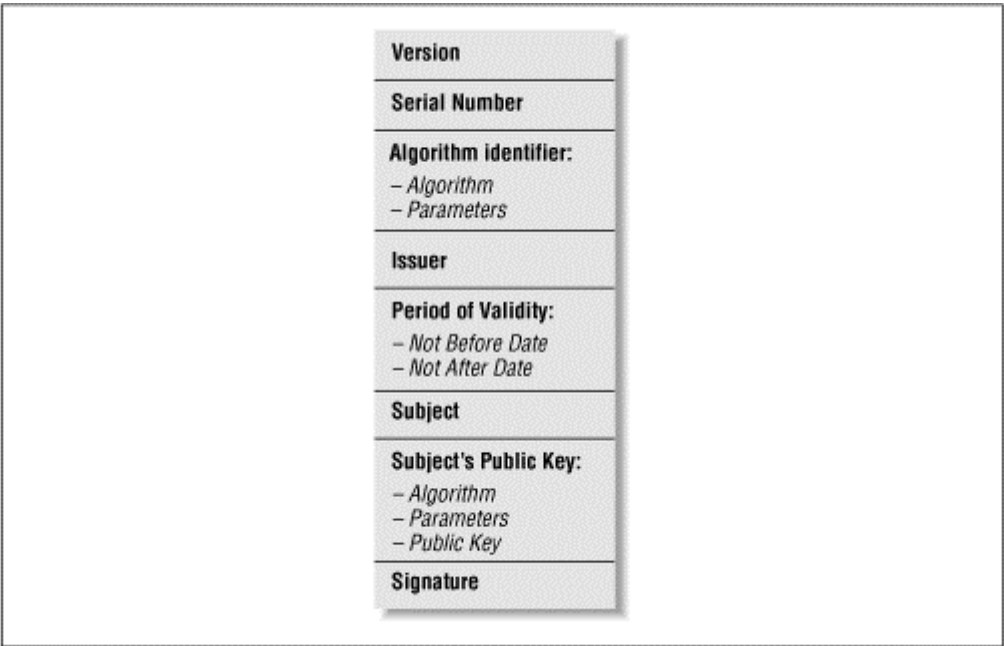 Version
Serial Number
Algorithm identifier:
– Algorithm
– Parameters
Issuer
Period of Validity:
– Not Before Date
– Not After Date
Subject
Subject's Public Key:
– Algorithm
– Parameters
– Public Key
Signature